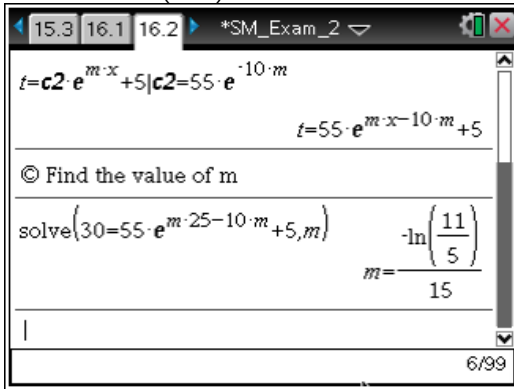 15.3 16.1 16.2 *SM_Exam_2
t=c2·e^(m·x)+5|c2=55·e^(-10·m)
t=55·e^(m·x-10·m)+5
© Find the value of m
solve(30=55·e^(m·25-10·m)+5,m)
m=-ln(11/5)/15
6/99